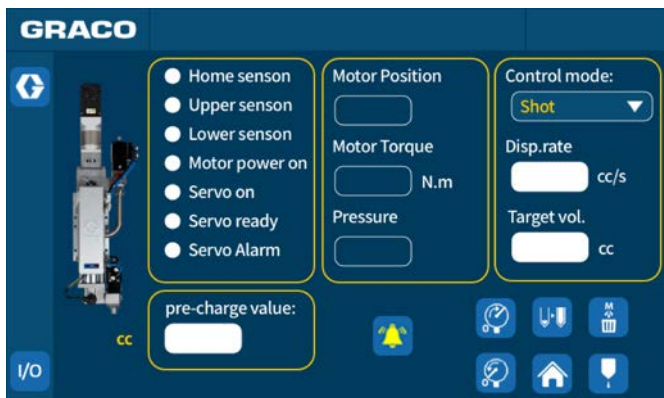 GRACO
Home senson
Upper senson
Lower senson
Motor power on
Servo on
Servo ready
Servo Alarm
Motor Position
Motor Torque
N.m
Pressure
Control mode:
Shot
Disp.rate
cc/s
Target vol.
cc
pre-charge value:
cc
M
I/O